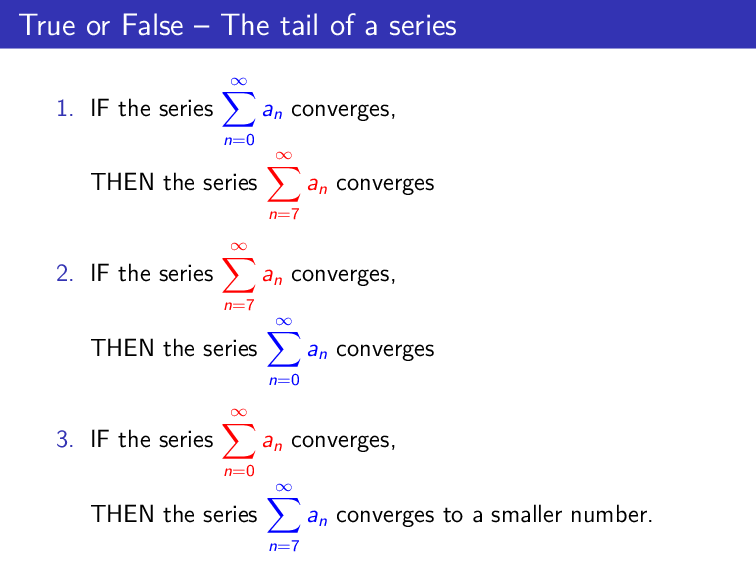 True or False – The tail of a series
1. IF the series $\sum_{n=0}^{\infty} a_n$ converges,
THEN the series $\sum_{n=7}^{\infty} a_n$ converges
2. IF the series $\sum_{n=7}^{\infty} a_n$ converges,
THEN the series $\sum_{n=0}^{\infty} a_n$ converges
3. IF the series $\sum_{n=0}^{\infty} a_n$ converges,
THEN the series $\sum_{n=7}^{\infty} a_n$ converges to a smaller number.